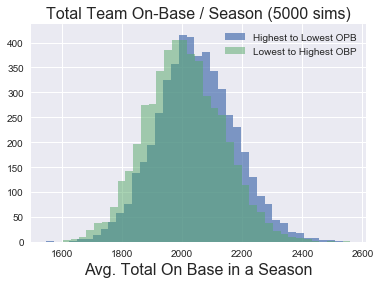 Total Team On-Base / Season (5000 sims)
Highest to Lowest OPB
Lowest to Highest OBP
400
350
300
250
200
150
100
50
0
1600 1800 2000 2200 2400 2600
Avg. Total On Base in a Season